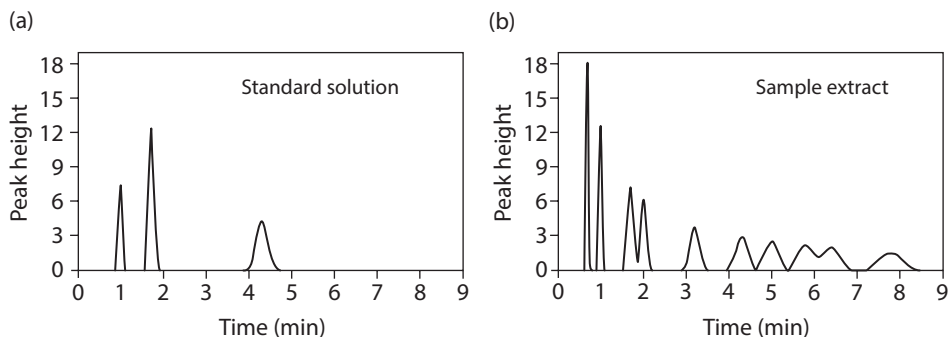 (a)
Peak height
18
15
12
9
6
3
0
Standard solution
0 1 2 3 4 5 6 7 8 9
Time (min)
(b)
Peak height
18
15
12
9
6
3
0
Sample extract
0 1 2 3 4 5 6 7 8 9
Time (min)